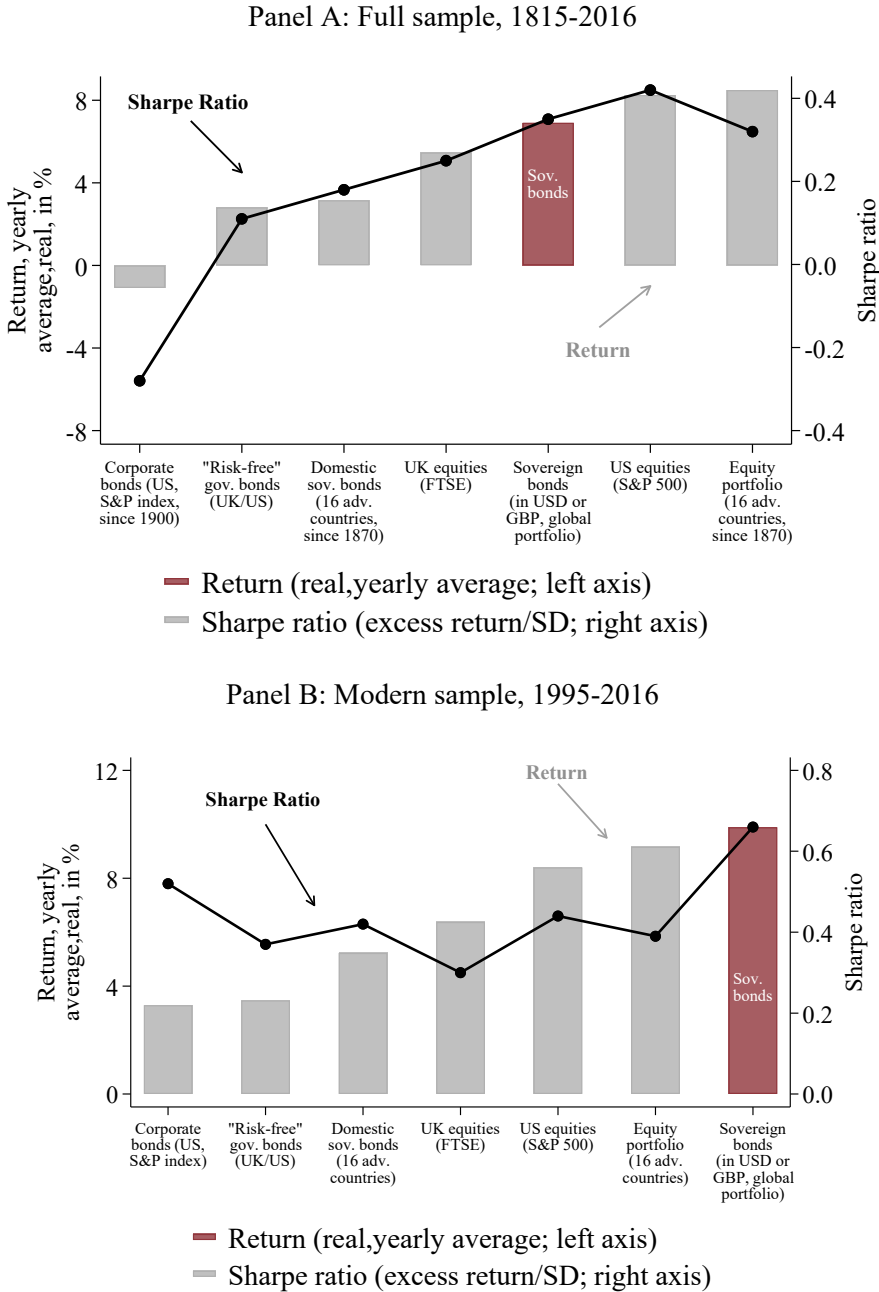 Panel A: Full sample, 1815-2016
Sharpe Ratio
Return
Sov.
bonds
Return, yearly
average,real, in %
8
4
0
-4
-8
Sharpe ratio
0.4
0.2
0.0
-0.2
-0.4
Corporate
bonds (US,
S&P index,
since 1900)
"Risk-free"
gov. bonds
(UK/US)
Domestic
sov. bonds
(16 adv.
countries,
since 1870)
UK equities
(FTSE)
Sovereign
bonds
(in USD or
GBP, global
portfolio)
US equities
(S&P 500)
Equity
portfolio
(16 adv.
countries,
since 1870)
Return (real,yearly average; left axis)
Sharpe ratio (excess return/SD; right axis)
Panel B: Modern sample, 1995-2016
Return
Sharpe Ratio
Sov.
bonds
Return, yearly
average,real, in %
12
8
4
0
Sharpe ratio
0.8
0.6
0.4
0.2
0.0
Corporate
bonds (US,
S&P index)
"Risk-free"
gov. bonds
(UK/US)
Domestic
sov. bonds
(16 adv.
countries)
UK equities
(FTSE)
US equities
(S&P 500)
Equity
portfolio
(16 adv.
countries)
Sovereign
bonds
(in USD or
GBP, global
portfolio)
Return (real,yearly average; left axis)
Sharpe ratio (excess return/SD; right axis)